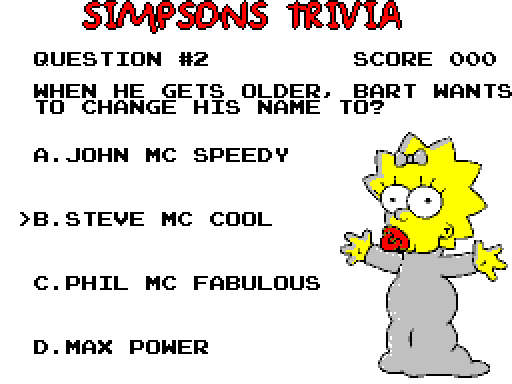 SIMPSONS TRIVIA
QUESTION #2 SCORE 000
WHEN HE GETS OLDER, BART WANTS
TO CHANGE HIS NAME TO?
A.JOHN MC SPEEDY
>B.STEVE MC COOL
C.PHIL MC FABULOUS
D.MAX POWER